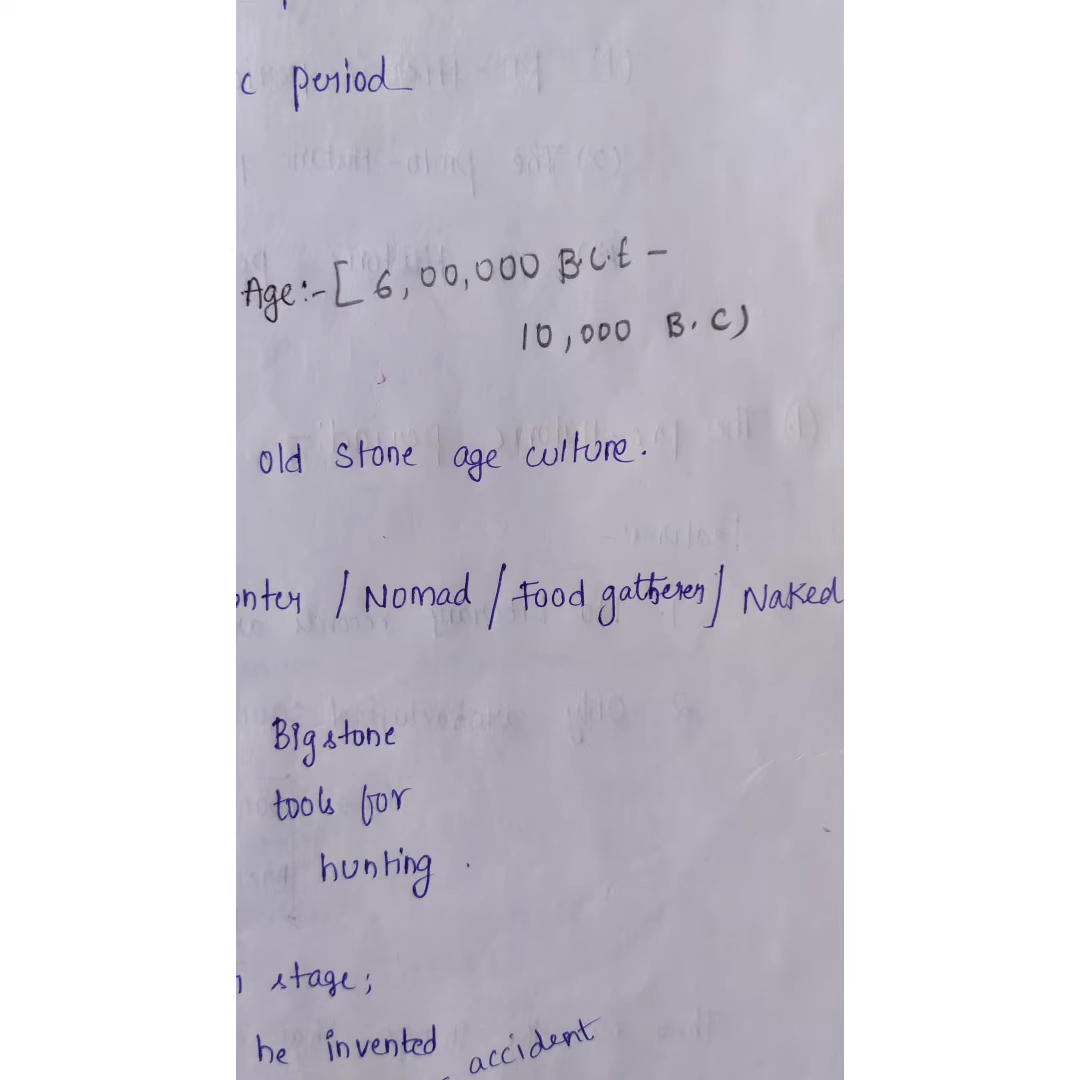 c period
Age:-[ 6,00,000 B.C.E -
10,000 B.C)
old stone age culture.
unter / Nomad / Food gatherer / Naked
Big stone
tools for
hunting.
n stage;
he invented accident